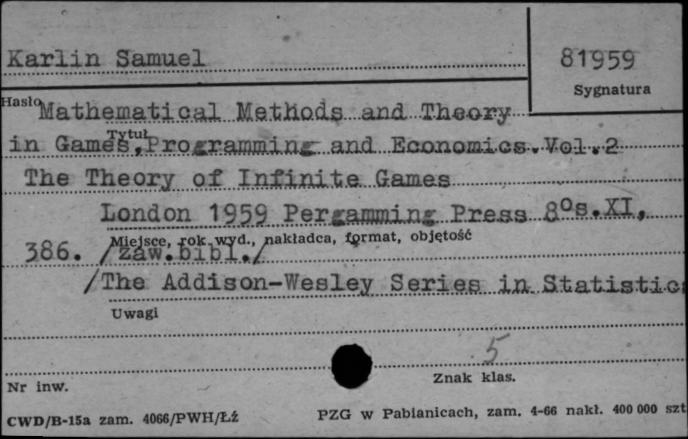 Karlin Samuel
81959
Sygnatura
Hasło
Mathematical Methods and Theory
Tytuł
in Games,Programming and Economics.Vol.2
The Theory of Infinite Games
London 1959 Pergamming Press 8°s.XI,
Miejsce, rok wyd., nakładca, format, objętość
386. /zaw.bibl./
/The Addison-Wesley Series in Statistics
Uwagi
5
Nr inw.
Znak klas.
CWD/B-15a zam. 4066/PWH/Łź
PZG w Pabianicach, zam. 4-66 nakł. 400 000 szt